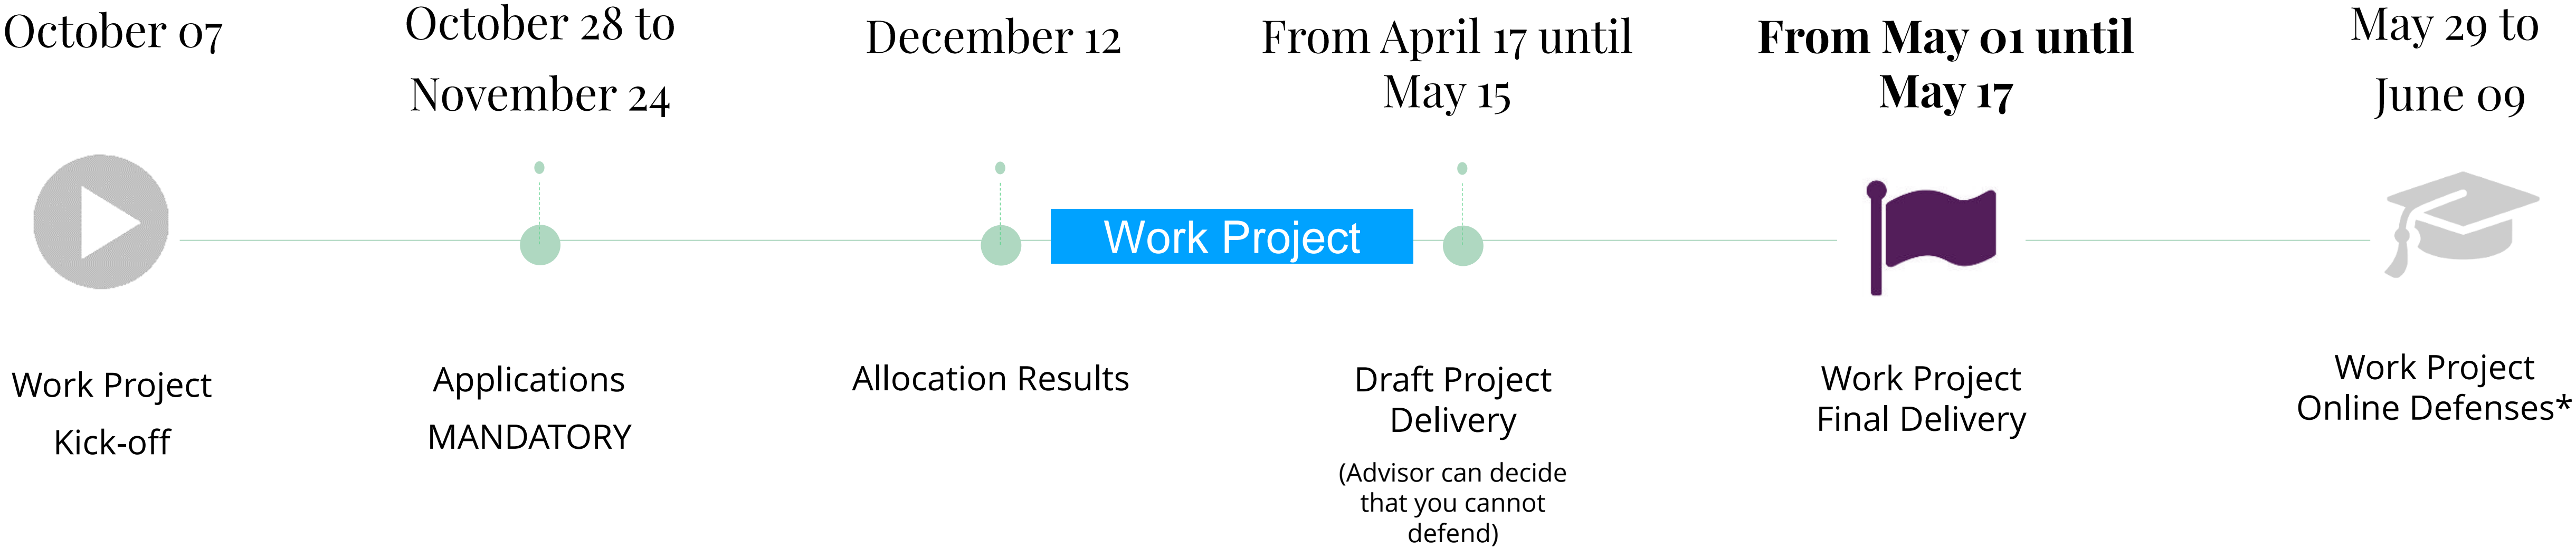 October 07
October 28 to
November 24
December 12
From April 17 until
May 15
From May 01 until
May 17
May 29 to
June 09
Work Project
Work Project
Kick-off
Applications
MANDATORY
Allocation Results
Draft Project
Delivery
(Advisor can decide
that you cannot
defend)
Work Project
Final Delivery
Work Project
Online Defenses*